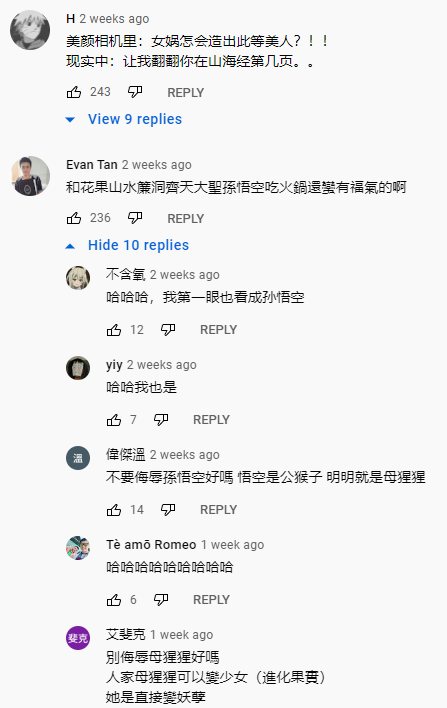 H 2 weeks ago
美颜相机里：女娲怎会造出此等美人？！！
现实中：让我翻翻你在山海经第几页。。
243 REPLY
View 9 replies
Evan Tan 2 weeks ago
和花果山水簾洞齊天大聖孫悟空吃火鍋還蠻有福氣的啊
236 REPLY
Hide 10 replies
不含氧 2 weeks ago
哈哈哈，我第一眼也看成孙悟空
12 REPLY
yiy 2 weeks ago
哈哈我也是
7 REPLY
溫
偉傑溫 2 weeks ago
不要侮辱孫悟空好嗎 悟空是公猴子 明明就是母猩猩
14 REPLY
Tè amō Romeo 1 week ago
哈哈哈哈哈哈哈哈哈
6 REPLY
斐克
艾斐克 1 week ago
別侮辱母猩猩好嗎
人家母猩猩可以變少女（進化果實）
她是直接變妖孽